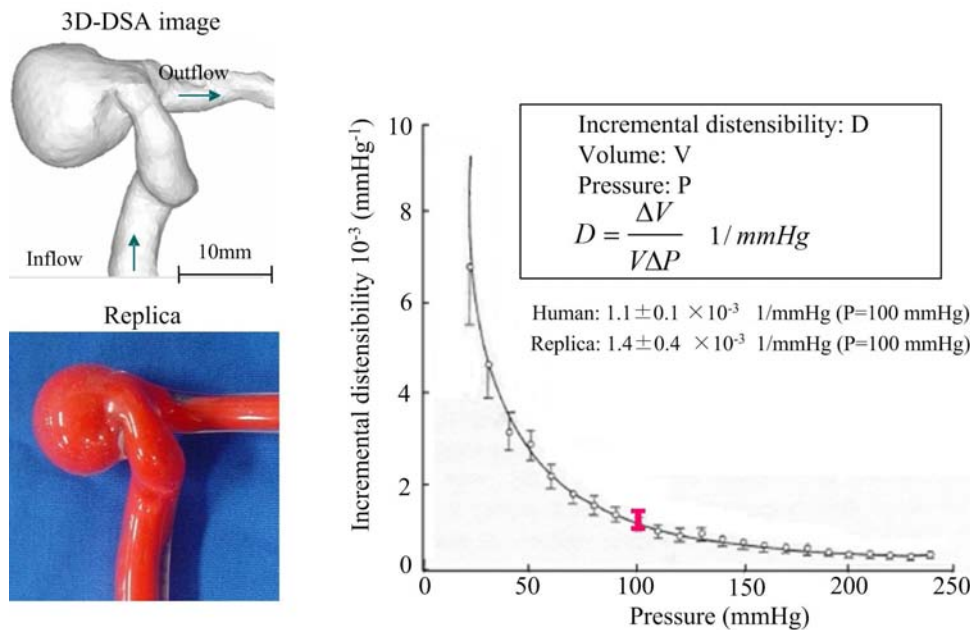 3D-DSA image
Outflow
Inflow
10mm
Replica
Incremental distensibility: D
Volume: V
Pressure: P
D = ΔV / VΔP 1/mmHg
Human: 1.1±0.1 ×10⁻³ 1/mmHg (P=100 mmHg)
Replica: 1.4±0.4 ×10⁻³ 1/mmHg (P=100 mmHg)
Incremental distensibility 10⁻³ (mmHg⁻¹)
10
8
6
4
2
0
0 50 100 150 200 250
Pressure (mmHg)